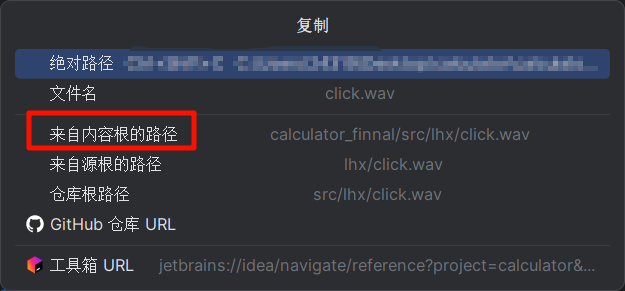 复制
绝对路径
文件名 click.wav
来自内容根的路径 calculator_finnal/src/lhx/click.wav
来自源根的路径 lhx/click.wav
仓库根路径 src/lhx/click.wav
GitHub 仓库 URL
工具箱 URL jetbrains://idea/navigate/reference?project=calculator&...